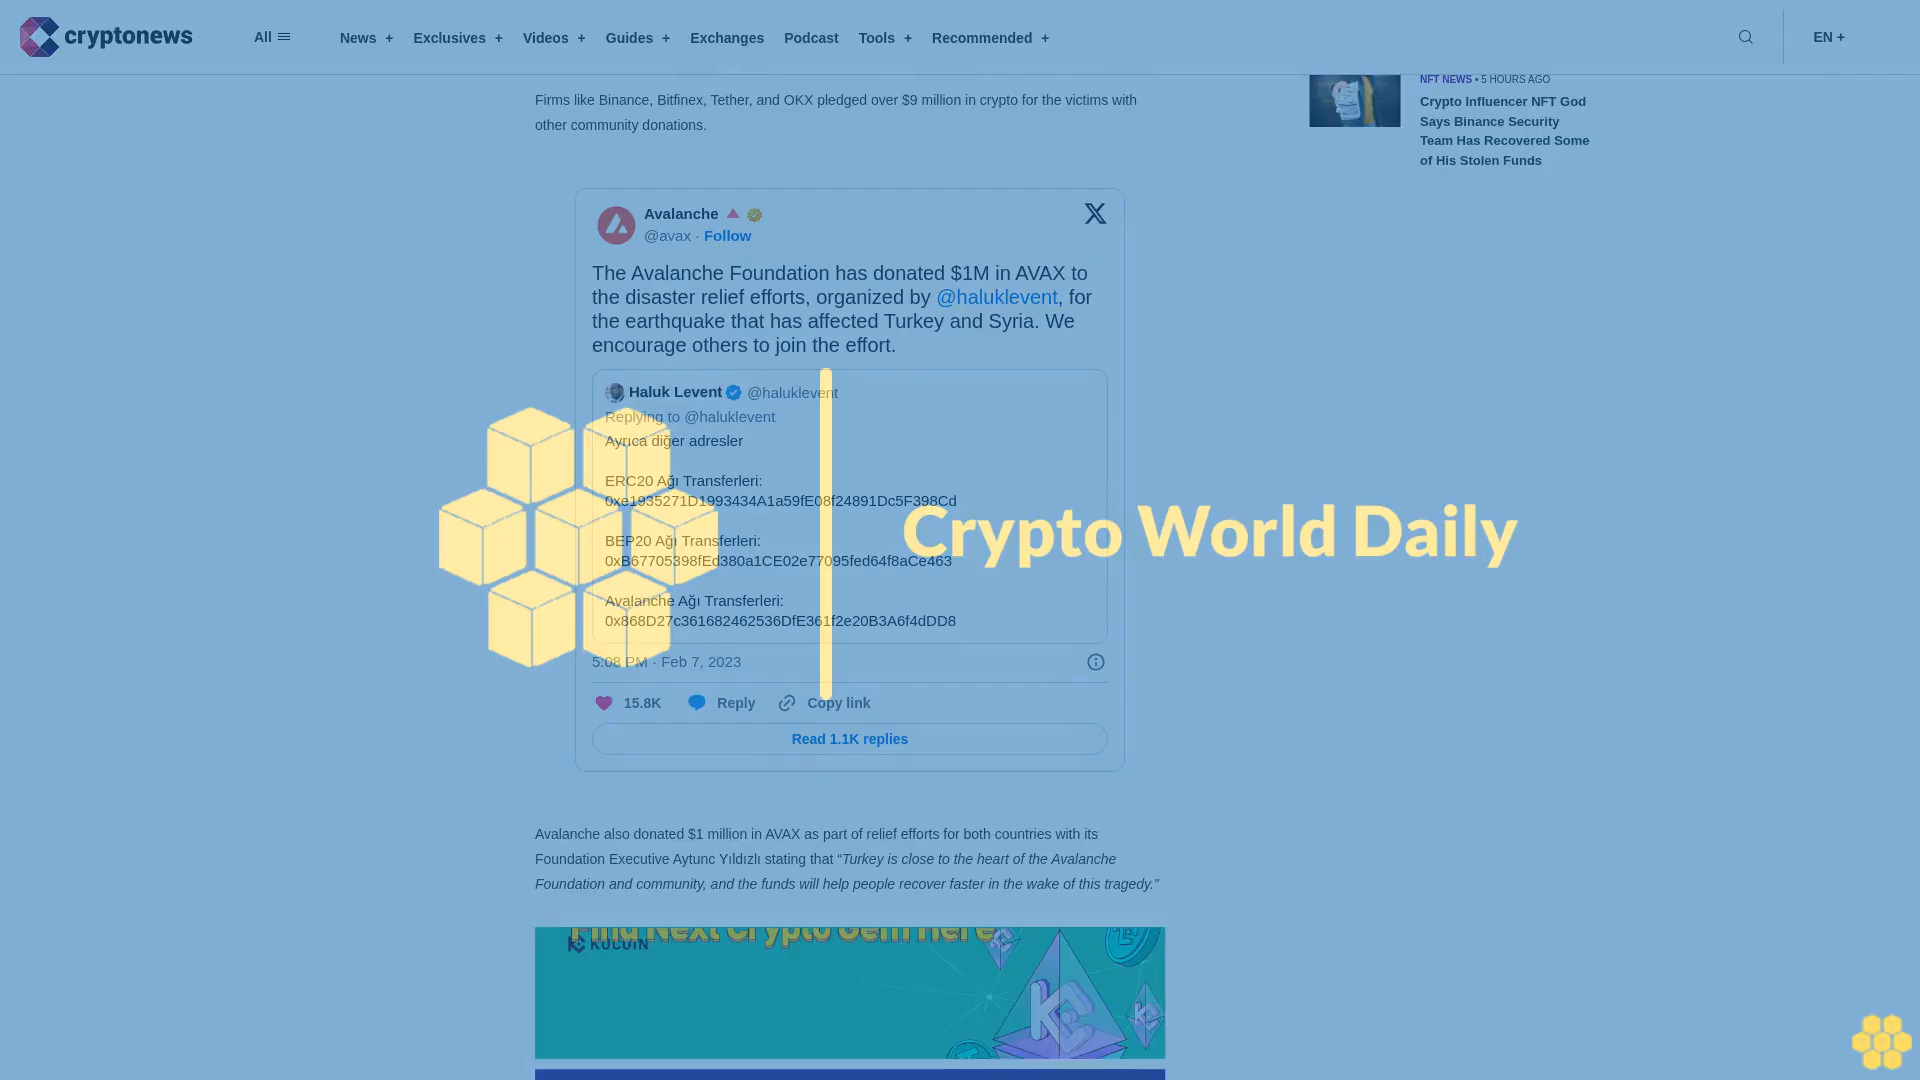 cryptonews
All
News +
Exclusives +
Videos +
Guides +
Exchanges
Podcast
Tools +
Recommended +
EN +
Firms like Binance, Bitfinex, Tether, and OKX pledged over $9 million in crypto for the victims with
other community donations.
NFT NEWS • 5 HOURS AGO
Crypto Influencer NFT God
Says Binance Security
Team Has Recovered Some
of His Stolen Funds
Avalanche
@avax · Follow
The Avalanche Foundation has donated $1M in AVAX to
the disaster relief efforts, organized by @haluklevent, for
the earthquake that has affected Turkey and Syria. We
encourage others to join the effort.
Haluk Levent @haluklevent
Replying to @haluklevent
Ayrıca diğer adresler
ERC20 Ağı Transferleri:
0xe1935271D1993434A1a59fE08f24891Dc5F398Cd
BEP20 Ağı Transferleri:
0xB67705398fEd380a1CE02e77095fed64f8aCe463
Avalanche Ağı Transferleri:
0x868D27c361682462536DfE361f2e20B3A6f4dDD8
5:08 PM · Feb 7, 2023
15.8K
Reply
Copy link
Read 1.1K replies
Crypto World Daily
Avalanche also donated $1 million in AVAX as part of relief efforts for both countries with its
Foundation Executive Aytunc Yıldızlı stating that “Turkey is close to the heart of the Avalanche
Foundation and community, and the funds will help people recover faster in the wake of this tragedy.”
Find Next Crypto Gem Here
KUCOIN